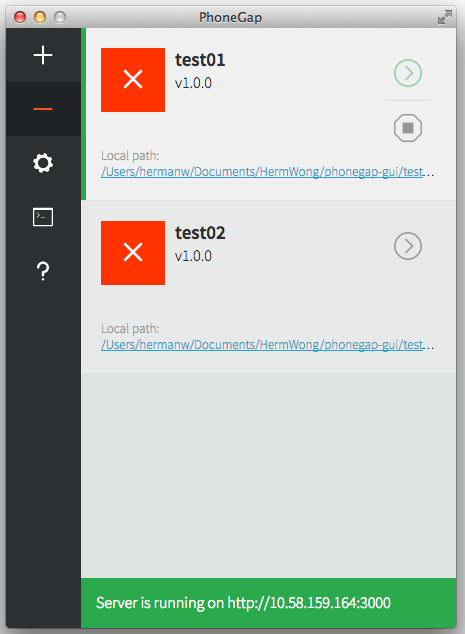 PhoneGap
test01
v1.0.0
Local path:
/Users/hermanw/Documents/HermWong/phonegap-gui/test...
test02
v1.0.0
Local path:
/Users/hermanw/Documents/HermWong/phonegap-gui/test...
Server is running on http://10.58.159.164:3000